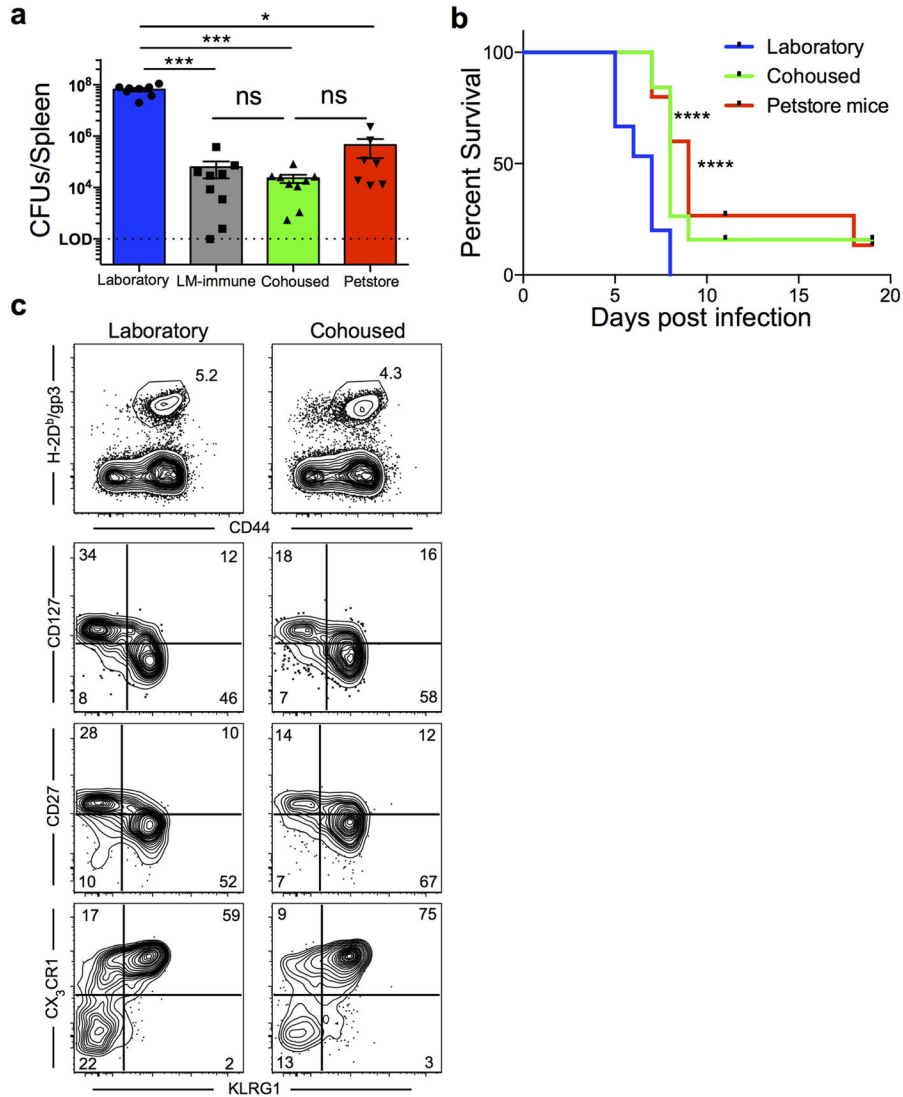 a
*
***
***
ns
ns
CFUs/Spleen
10⁸
10⁶
10⁴
LOD
Laboratory LM-immune Cohoused Petstore
b
Percent Survival
100
50
0
Laboratory
Cohoused
Petstore mice
****
****
0 5 10 15 20
Days post infection
c
Laboratory Cohoused
H-2Dᵇ/gp3
5.2 4.3
CD44
CD127
34 12 18 16
8 46 7 58
CD27
28 10 14 12
10 52 7 67
CX₃CR1
17 59 9 75
22 2 13 3
KLRG1